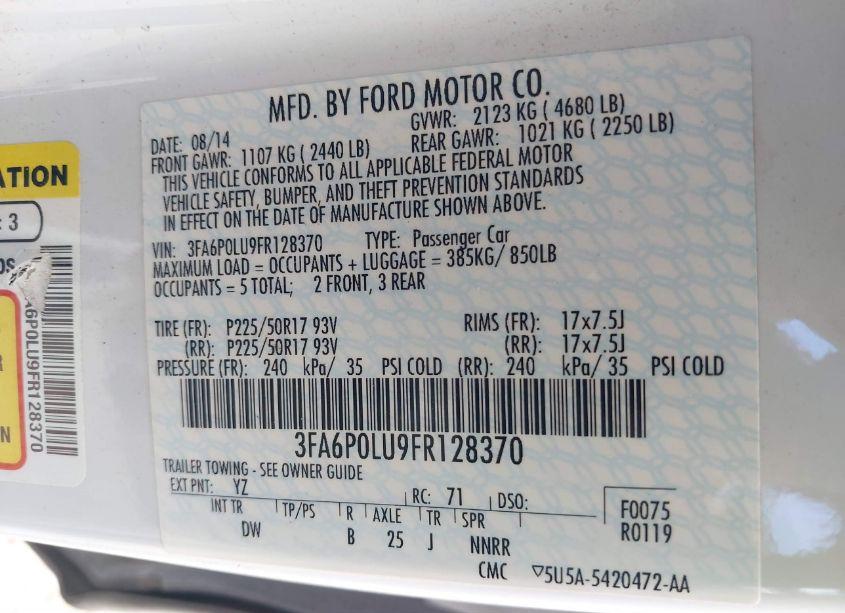 MFD. BY FORD MOTOR CO.
DATE: 08/14 GVWR: 2123 KG ( 4680 LB)
FRONT GAWR: 1107 KG ( 2440 LB) REAR GAWR: 1021 KG ( 2250 LB)
THIS VEHICLE CONFORMS TO ALL APPLICABLE FEDERAL MOTOR
VEHICLE SAFETY, BUMPER, AND THEFT PREVENTION STANDARDS
IN EFFECT ON THE DATE OF MANUFACTURE SHOWN ABOVE.
VIN: 3FA6P0LU9FR128370 TYPE: Passenger Car
MAXIMUM LOAD = OCCUPANTS + LUGGAGE = 385KG/ 850LB
OCCUPANTS = 5 TOTAL; 2 FRONT, 3 REAR
TIRE (FR): P225/50R17 93V RIMS (FR): 17x7.5J
(RR): P225/50R17 93V (RR): 17x7.5J
PRESSURE (FR): 240 kPa/ 35 PSI COLD (RR): 240 kPa/ 35 PSI COLD
3FA6P0LU9FR128370
TRAILER TOWING - SEE OWNER GUIDE
EXT PNT: YZ RC: 71 DSO:
INT TR TP/PS R AXLE TR SPR
DW B 25 J NNRR
F0075
R0119
CMC ▽5U5A-5420472-AA
ATION
: 3
A6P0LU9FR128370